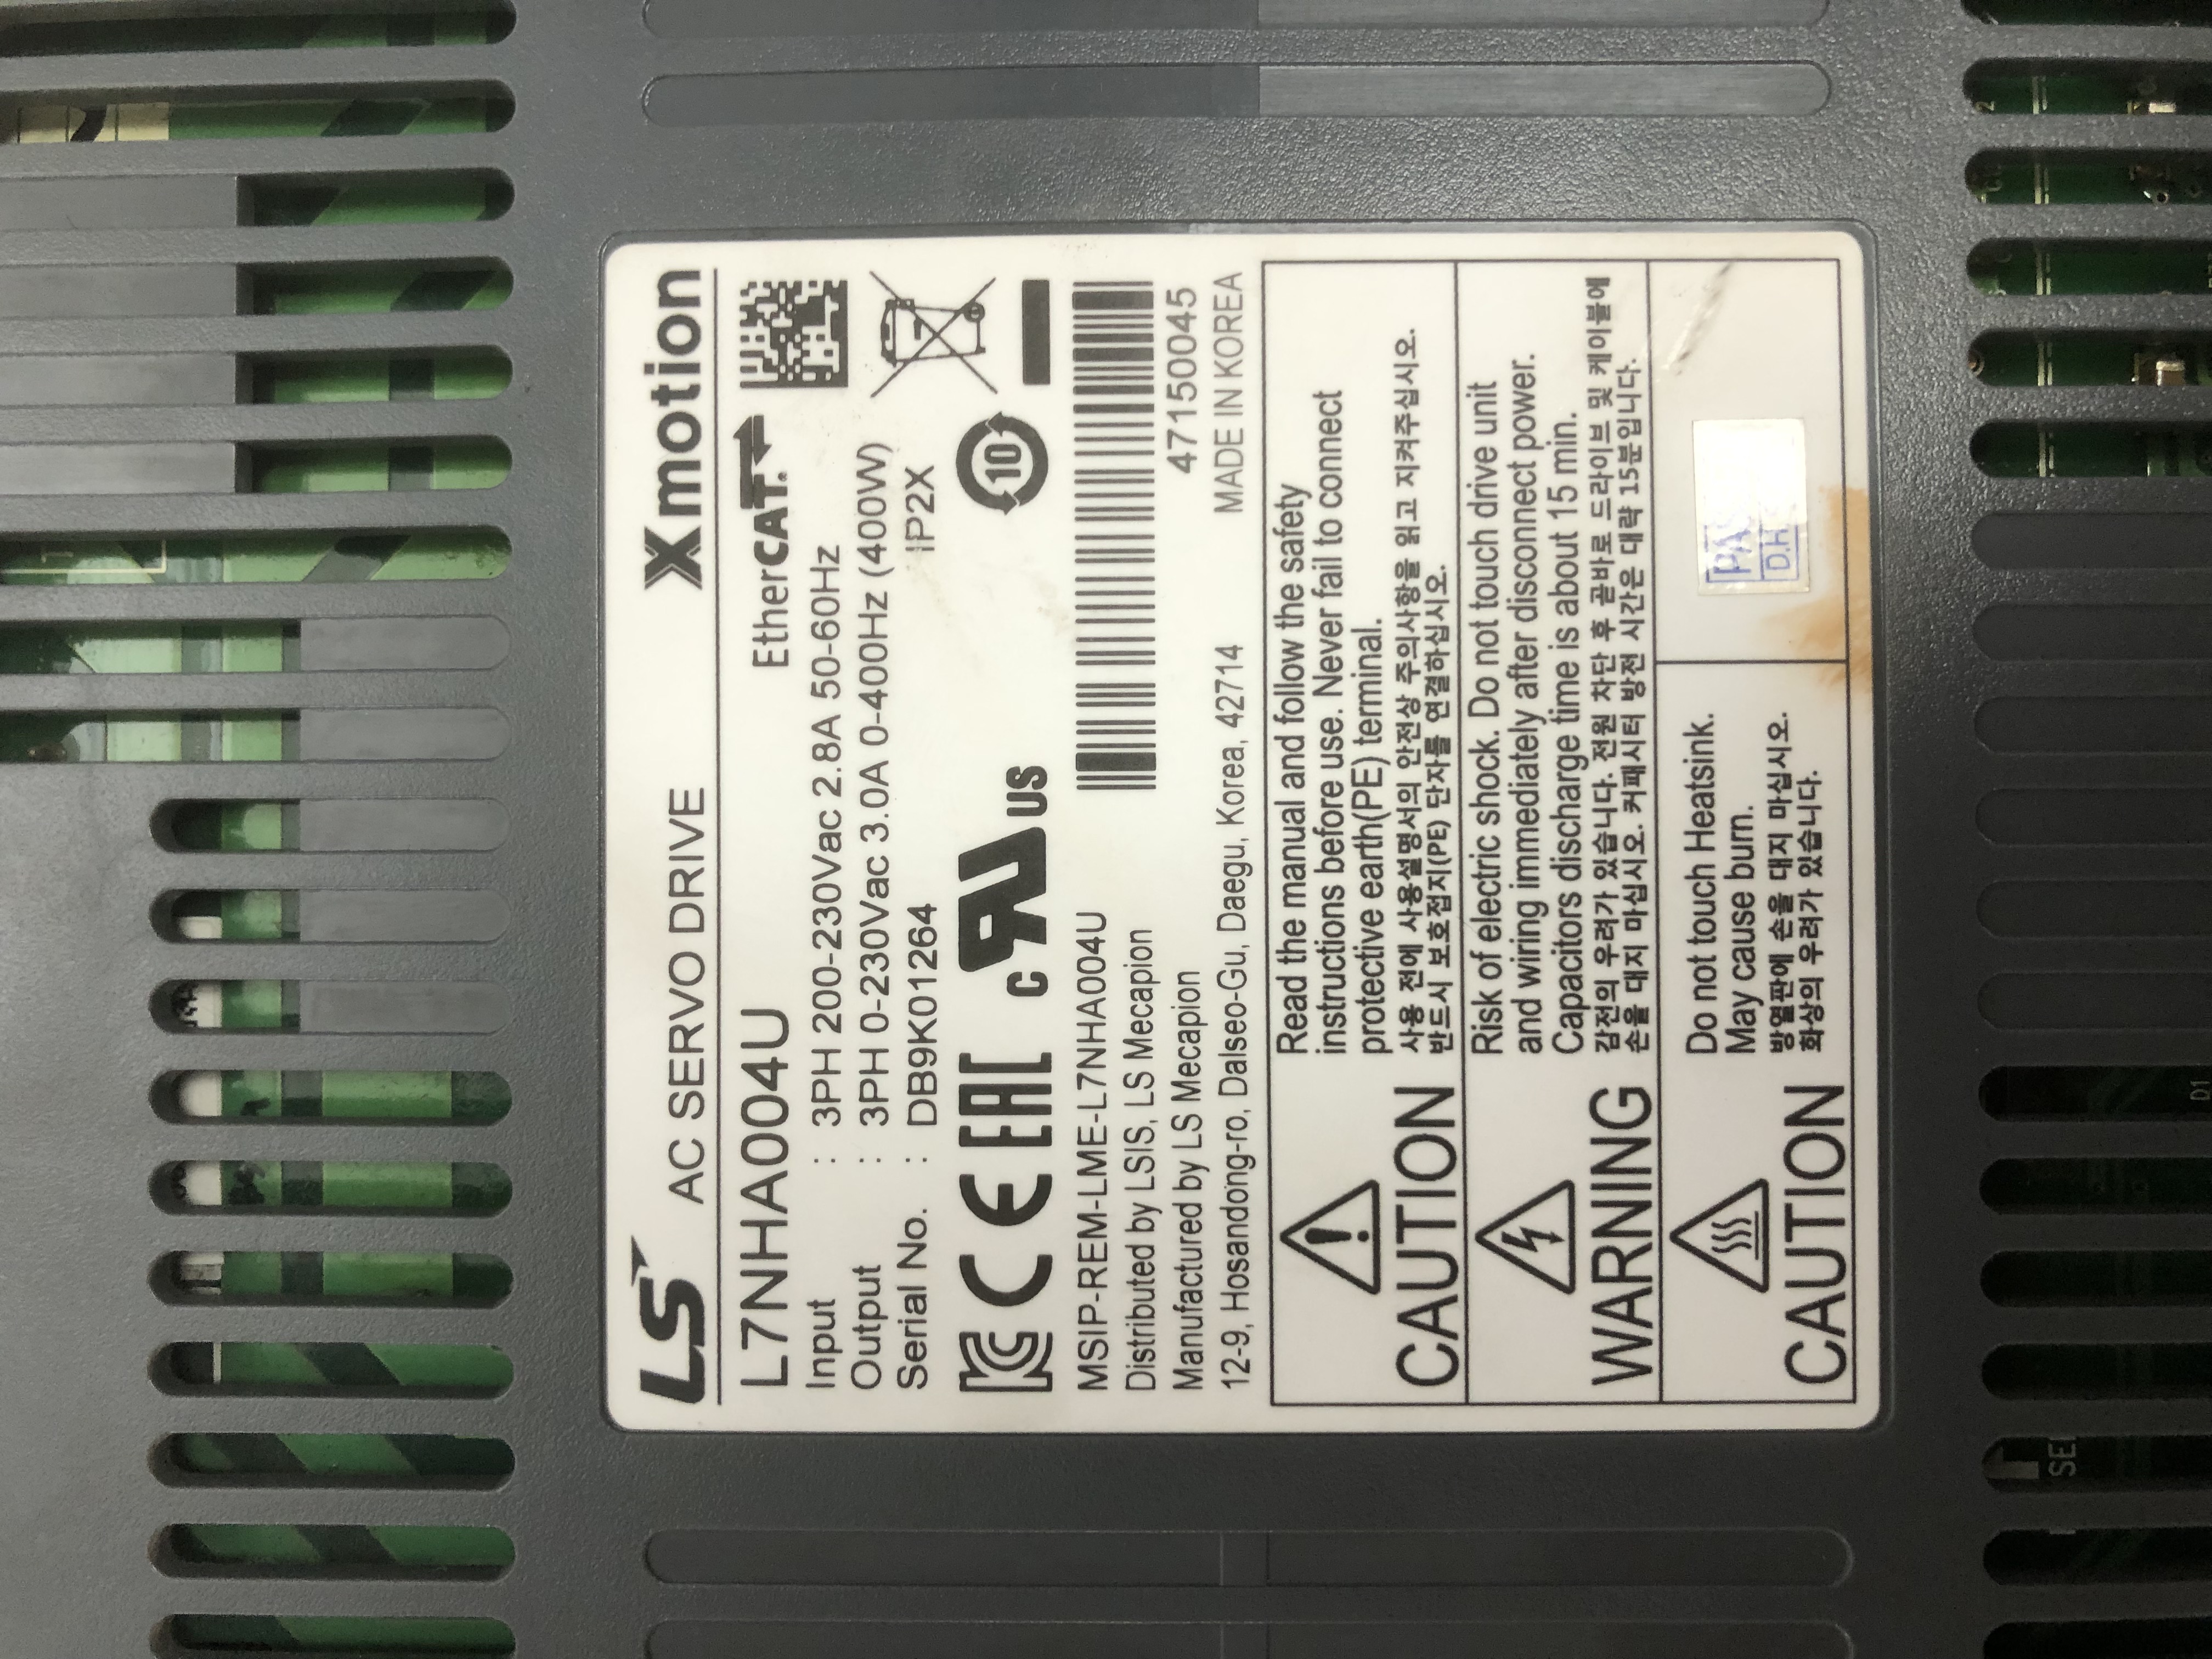 LS AC SERVO DRIVE Xmotion
L7NHA004U EtherCAT.
Input : 3PH 200-230Vac 2.8A 50-60Hz
Output : 3PH 0-230Vac 3.0A 0-400Hz (400W)
Serial No. : DB9K01264 IP2X
CE EAC c RU US 10
MSIP-REM-LME-L7NHA004U
Distributed by LSIS, LS Mecapion
Manufactured by LS Mecapion 47150045
12-9, Hosandong-ro, Dalseo-Gu, Daegu, Korea, 42714 MADE IN KOREA
CAUTION
Read the manual and follow the safety
instructions before use. Never fail to connect
protective earth(PE) terminal.
사용 전에 사용설명서의 안전상 주의사항을 읽고 지켜주십시오.
반드시 보호접지(PE) 단자를 연결하십시오.
WARNING
Risk of electric shock. Do not touch drive unit
and wiring immediately after disconnect power.
Capacitors discharge time is about 15 min.
감전의 우려가 있습니다. 전원 차단 후 곧바로 드라이브 및 케이블에
손을 대지 마십시오. 커패시터 방전 시간은 대략 15분입니다.
CAUTION
Do not touch Heatsink.
May cause burn.
방열판에 손을 대지 마십시오.
화상의 우려가 있습니다.
D1